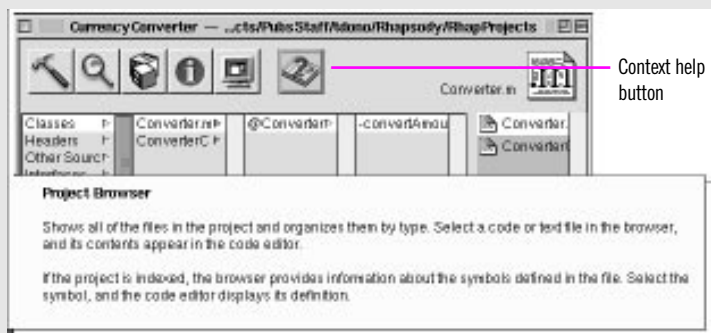 CurrencyConverter — ...cts/PubsStaff/tdono/Rhapsody/RhapProjects
Context help
button
Converter.m
Classes
Headers
Other Sourc
Interfaces
Converter.m
ConverterC
@Converter
-convertAmou
Converter.
Converter
Project Browser
Shows all of the files in the project and organizes them by type. Select a code or text file in the browser,
and its contents appear in the code editor.
If the project is indexed, the browser provides information about the symbols defined in the file. Select the
symbol, and the code editor displays its definition.